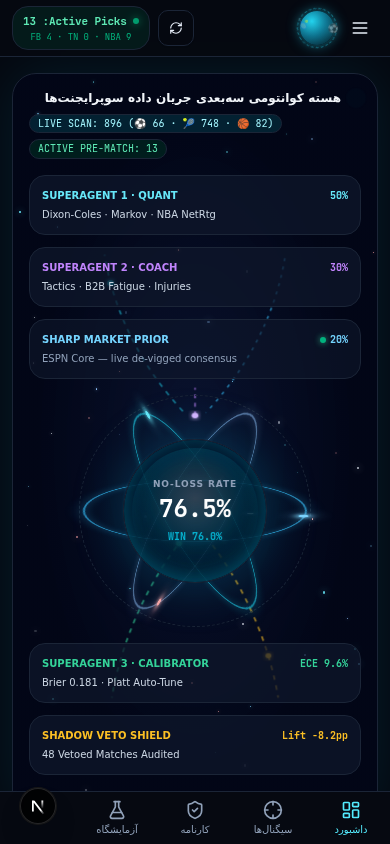 13 :Active Picks
FB 4 · TN 0 · NBA 9
هسته کوانتومی سه‌بعدی جریان داده سوپرایجنت‌ها
LIVE SCAN: 896 (⚽ 66 · 🎾 748 · 🏀 82)
ACTIVE PRE-MATCH: 13
SUPERAGENT 1 · QUANT 50%
Dixon-Coles · Markov · NBA NetRtg
SUPERAGENT 2 · COACH 30%
Tactics · B2B Fatigue · Injuries
SHARP MARKET PRIOR 20%
ESPN Core — live de-vigged consensus
NO-LOSS RATE
76.5%
WIN 76.0%
SUPERAGENT 3 · CALIBRATOR ECE 9.6%
Brier 0.181 · Platt Auto-Tune
SHADOW VETO SHIELD Lift -8.2pp
48 Vetoed Matches Audited
N
داشبورد سیگنال‌ها کارنامه آزمایشگاه